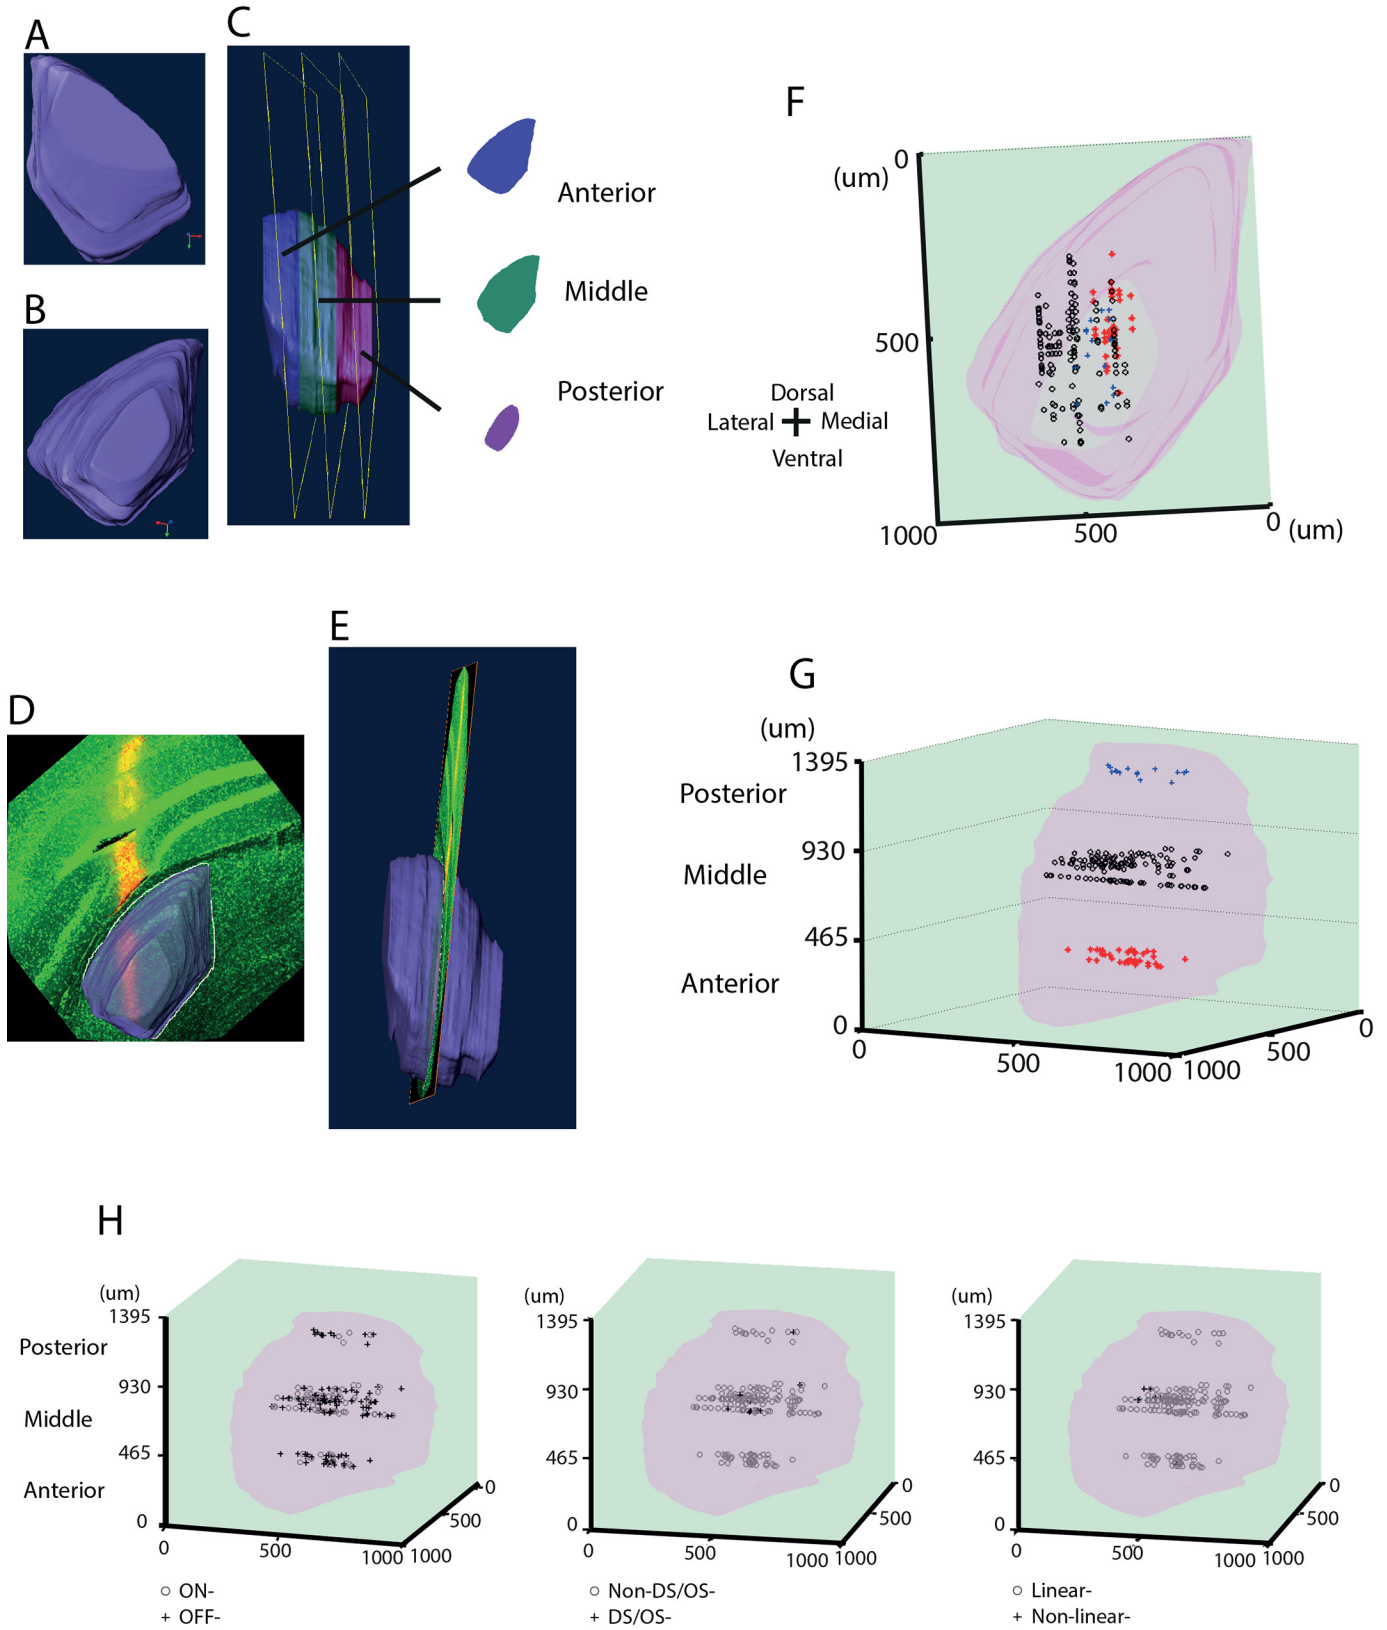 A
C
Anterior
Middle
Posterior
B
F
0
(um)
500
Dorsal
Lateral Medial
Ventral
1000
500
0
(um)
D
E
G
(um)
1395
Posterior
930
Middle
465
Anterior
0
0
500
1000
1000
500
0
H
(um)
1395
Posterior
930
Middle
465
Anterior
0
0
500
1000
1000
500
0
ON-
+ OFF-
(um)
1395
930
465
0
0
500
1000
1000
500
0
Non-DS/OS-
+ DS/OS-
(um)
1395
930
465
0
0
500
1000
1000
500
0
Linear-
+ Non-linear-